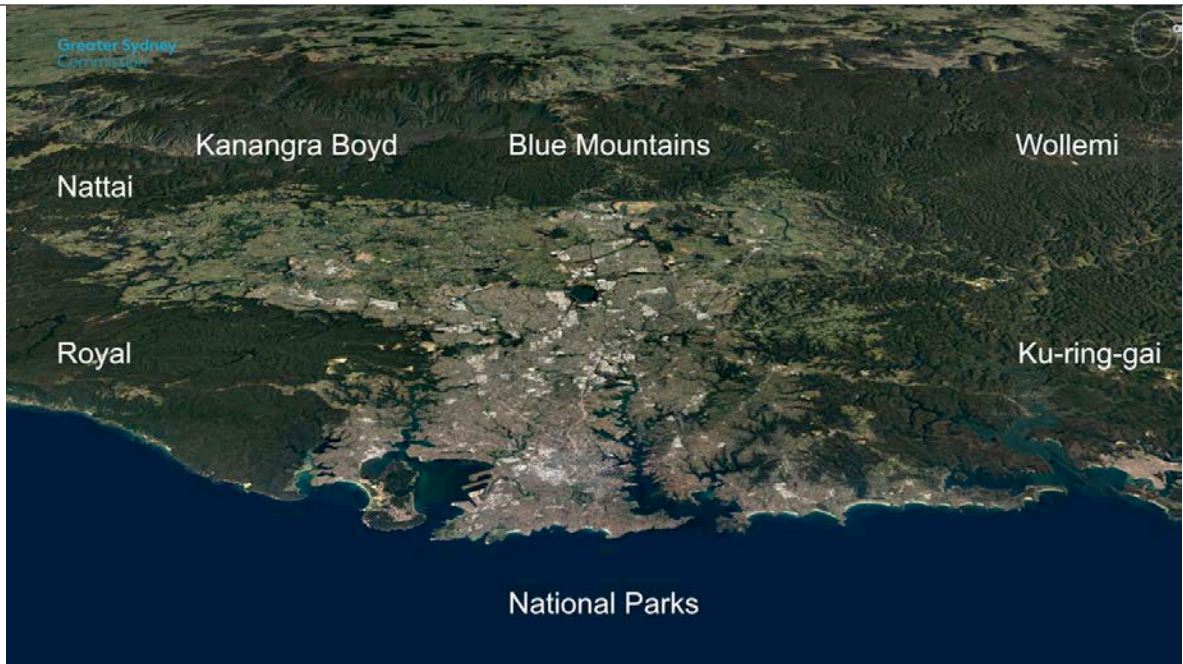 Greater Sydney
Commission
Kanangra Boyd
Blue Mountains
Wollemi
Nattai
Royal
Ku-ring-gai
National Parks